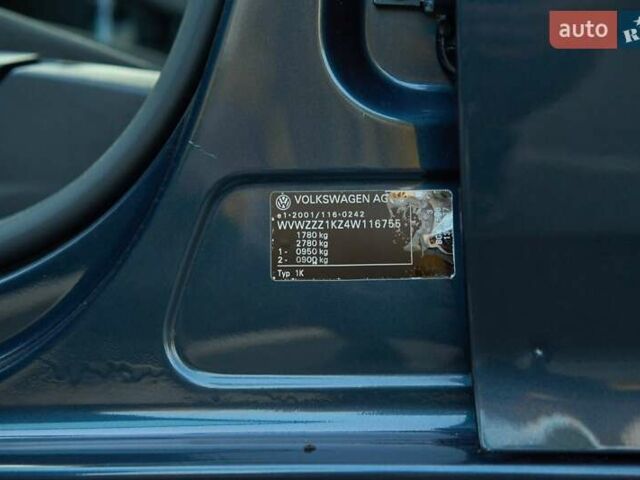 auto
VOLKSWAGEN AG
e1*2001/116*0242
WVWZZZ1KZ4W116755
1780 kg
2780 kg
1- 0950 kg
2- 0900 kg
Typ 1K